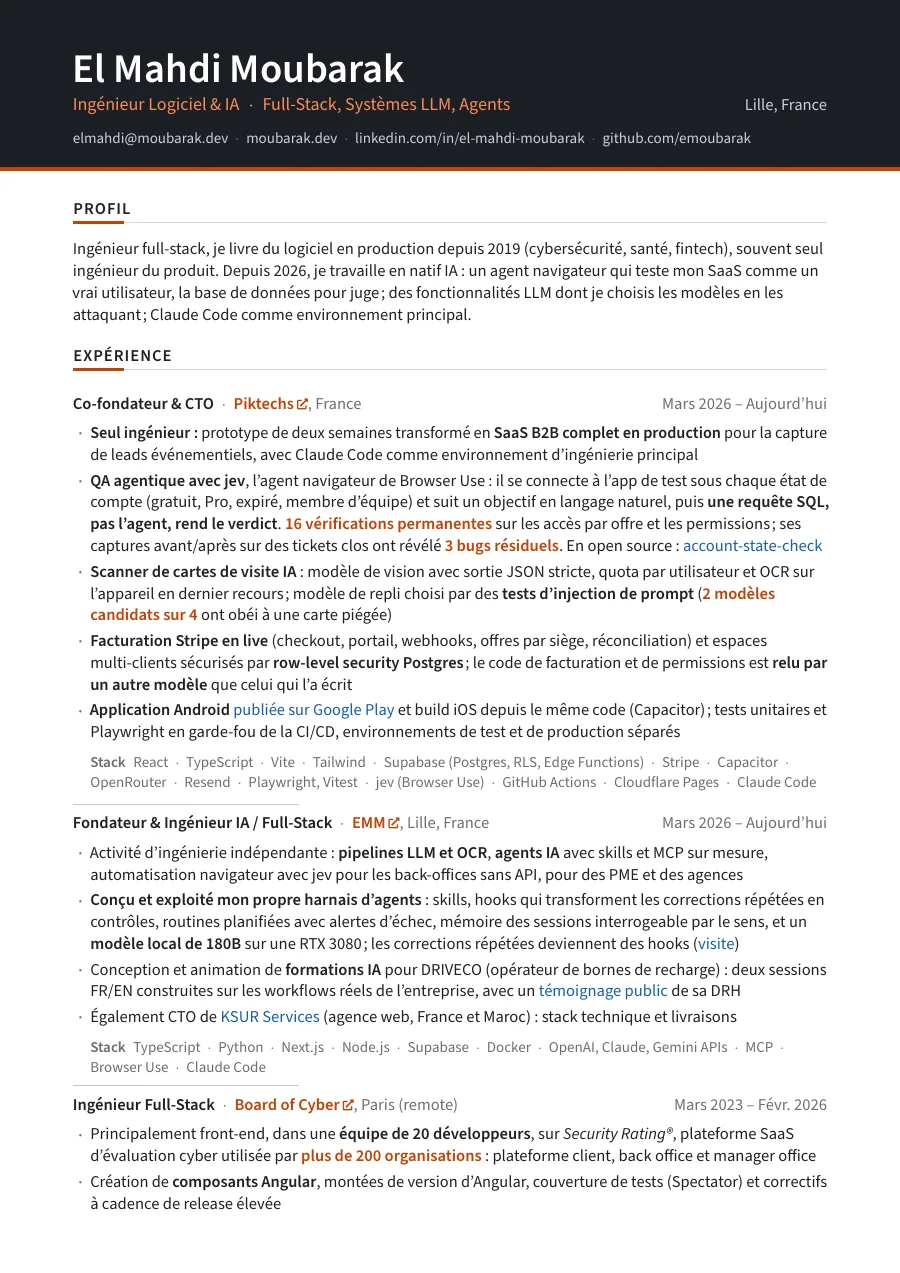 El Mahdi Moubarak
Ingénieur Logiciel & IA · Full-Stack, Systèmes LLM, Agents
Lille, France
elmahdi@moubarak.dev · moubarak.dev · linkedin.com/in/el-mahdi-moubarak · github.com/emoubarak
PROFIL
Ingénieur full-stack, je livre du logiciel en production depuis 2019 (cybersécurité, santé, fintech), souvent seul
ingénieur du produit. Depuis 2026, je travaille en natif IA : un agent navigateur qui teste mon SaaS comme un
vrai utilisateur, la base de données pour juge ; des fonctionnalités LLM dont je choisis les modèles en les
attaquant ; Claude Code comme environnement principal.
EXPÉRIENCE
Co-fondateur & CTO · Piktechs, France
Mars 2026 – Aujourd’hui
· Seul ingénieur : prototype de deux semaines transformé en SaaS B2B complet en production pour la capture
de leads événementiels, avec Claude Code comme environnement d’ingénierie principal
· QA agentique avec jev, l’agent navigateur de Browser Use : il se connecte à l’app de test sous chaque état de
compte (gratuit, Pro, expiré, membre d’équipe) et suit un objectif en langage naturel, puis une requête SQL,
pas l’agent, rend le verdict. 16 vérifications permanentes sur les accès par offre et les permissions ; ses
captures avant/après sur des tickets clos ont révélé 3 bugs résiduels. En open source : account-state-check
· Scanner de cartes de visite IA : modèle de vision avec sortie JSON stricte, quota par utilisateur et OCR sur
l’appareil en dernier recours ; modèle de repli choisi par des tests d’injection de prompt (2 modèles
candidats sur 4 ont obéi à une carte piégée)
· Facturation Stripe en live (checkout, portail, webhooks, offres par siège, réconciliation) et espaces
multi-clients sécurisés par row-level security Postgres ; le code de facturation et de permissions est relu par
un autre modèle que celui qui l’a écrit
· Application Android publiée sur Google Play et build iOS depuis le même code (Capacitor) ; tests unitaires et
Playwright en garde-fou de la CI/CD, environnements de test et de production séparés
Stack React · TypeScript · Vite · Tailwind · Supabase (Postgres, RLS, Edge Functions) · Stripe · Capacitor ·
OpenRouter · Resend · Playwright, Vitest · jev (Browser Use) · GitHub Actions · Cloudflare Pages · Claude Code
Fondateur & Ingénieur IA / Full-Stack · EMM, Lille, France
Mars 2026 – Aujourd’hui
· Activité d’ingénierie indépendante : pipelines LLM et OCR, agents IA avec skills et MCP sur mesure,
automatisation navigateur avec jev pour les back-offices sans API, pour des PME et des agences
· Conçu et exploité mon propre harnais d’agents : skills, hooks qui transforment les corrections répétées en
contrôles, routines planifiées avec alertes d’échec, mémoire des sessions interrogeable par le sens, et un
modèle local de 180B sur une RTX 3080 ; les corrections répétées deviennent des hooks (visite)
· Conception et animation de formations IA pour DRIVECO (opérateur de bornes de recharge) : deux sessions
FR/EN construites sur les workflows réels de l’entreprise, avec un témoignage public de sa DRH
· Également CTO de KSUR Services (agence web, France et Maroc) : stack technique et livraisons
Stack TypeScript · Python · Next.js · Node.js · Supabase · Docker · OpenAI, Claude, Gemini APIs · MCP ·
Browser Use · Claude Code
Ingénieur Full-Stack · Board of Cyber, Paris (remote)
Mars 2023 – Févr. 2026
· Principalement front-end, dans une équipe de 20 développeurs, sur Security Rating®, plateforme SaaS
d’évaluation cyber utilisée par plus de 200 organisations : plateforme client, back office et manager office
· Création de composants Angular, montées de version d’Angular, couverture de tests (Spectator) et correctifs
à cadence de release élevée